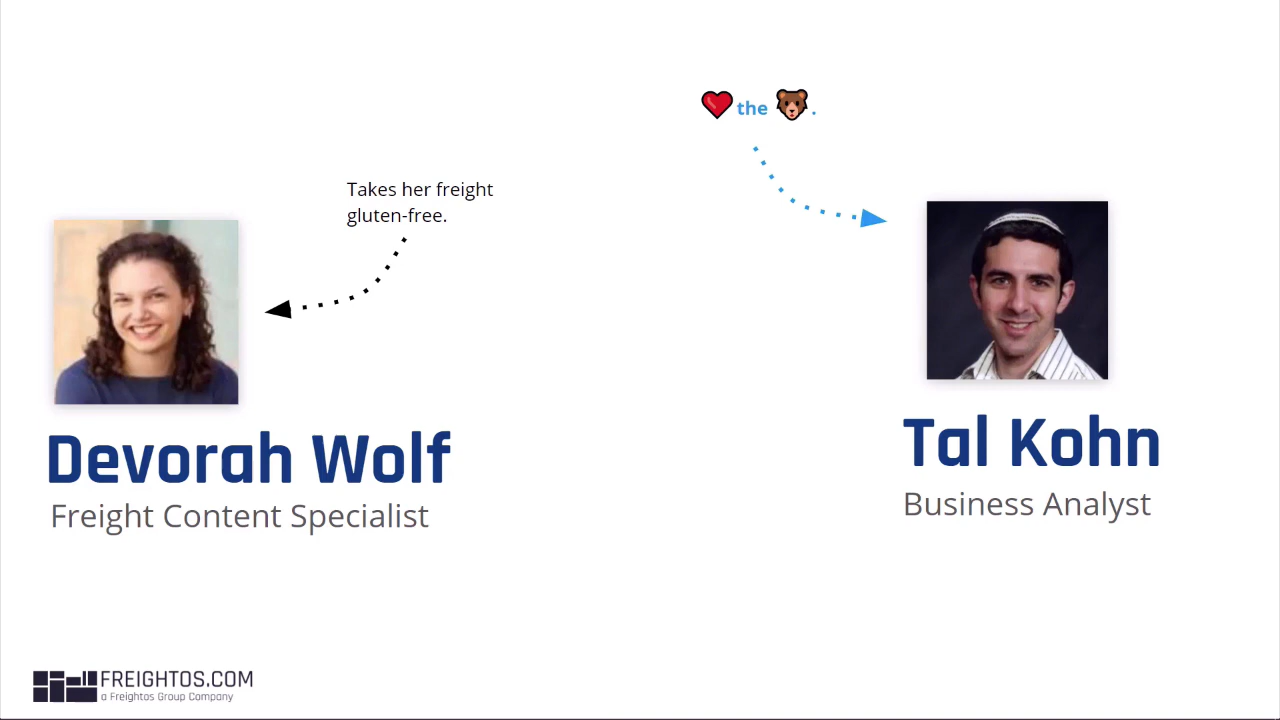 ❤️ the 🐻.
Takes her freight
gluten-free.
Devorah Wolf
Freight Content Specialist
Tal Kohn
Business Analyst
FREIGHTOS.COM
a Freightos Group Company